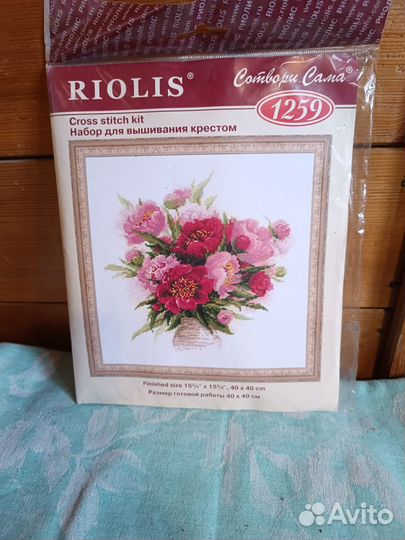 RIOLIS®
Сотвори Сама®
1259
Cross stitch kit
Набор для вышивания крестом
Finished size 15¾" x 15¾", 40 x 40 cm
Размер готовой работы 40 x 40 см
Avito